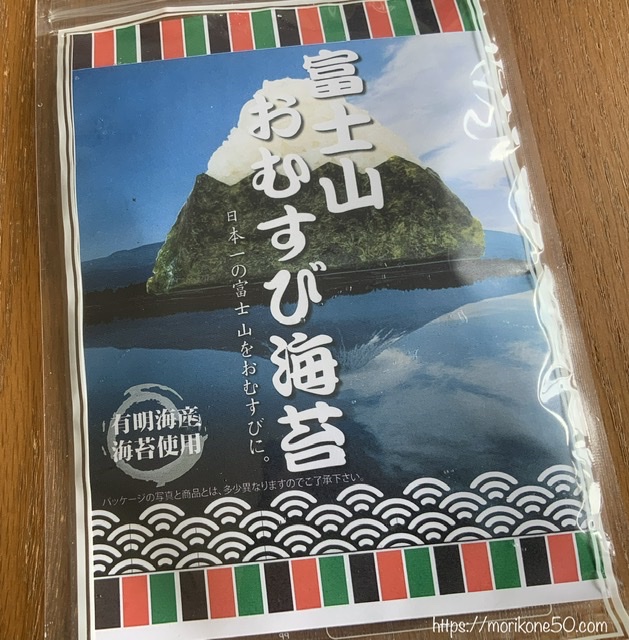 富士山
おむすび海苔
日本一の富士山をおむすびに。
有明海産
海苔使用
パッケージの写真と商品とは、多少異なりますのでご了承下さい。
https://morikone50.com